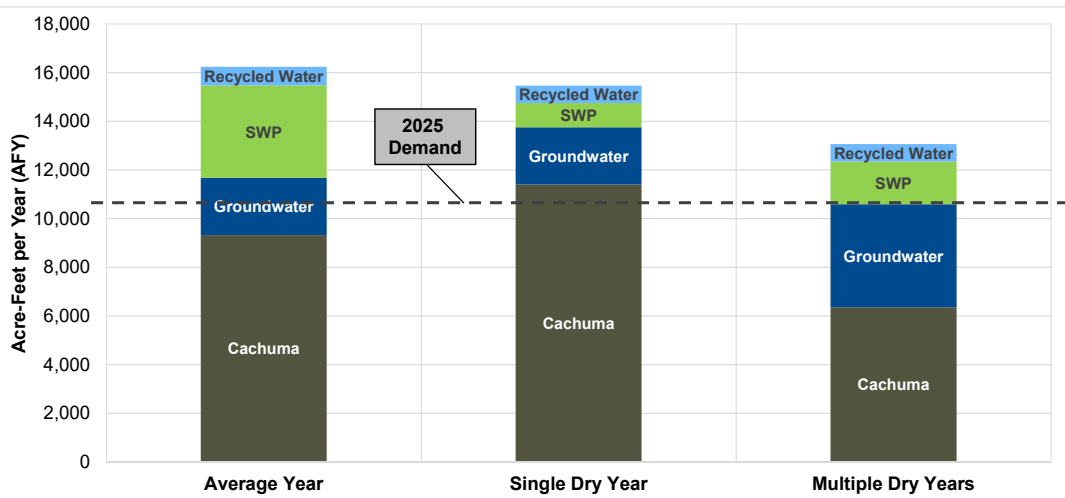 18,000
16,000
14,000
12,000
10,000
8,000
6,000
4,000
2,000
0
Acre-Feet per Year (AFY)
2025
Demand
Recycled Water
SWP
Groundwater
Cachuma
Recycled Water
SWP
Groundwater
Cachuma
Recycled Water
SWP
Groundwater
Cachuma
Average Year
Single Dry Year
Multiple Dry Years